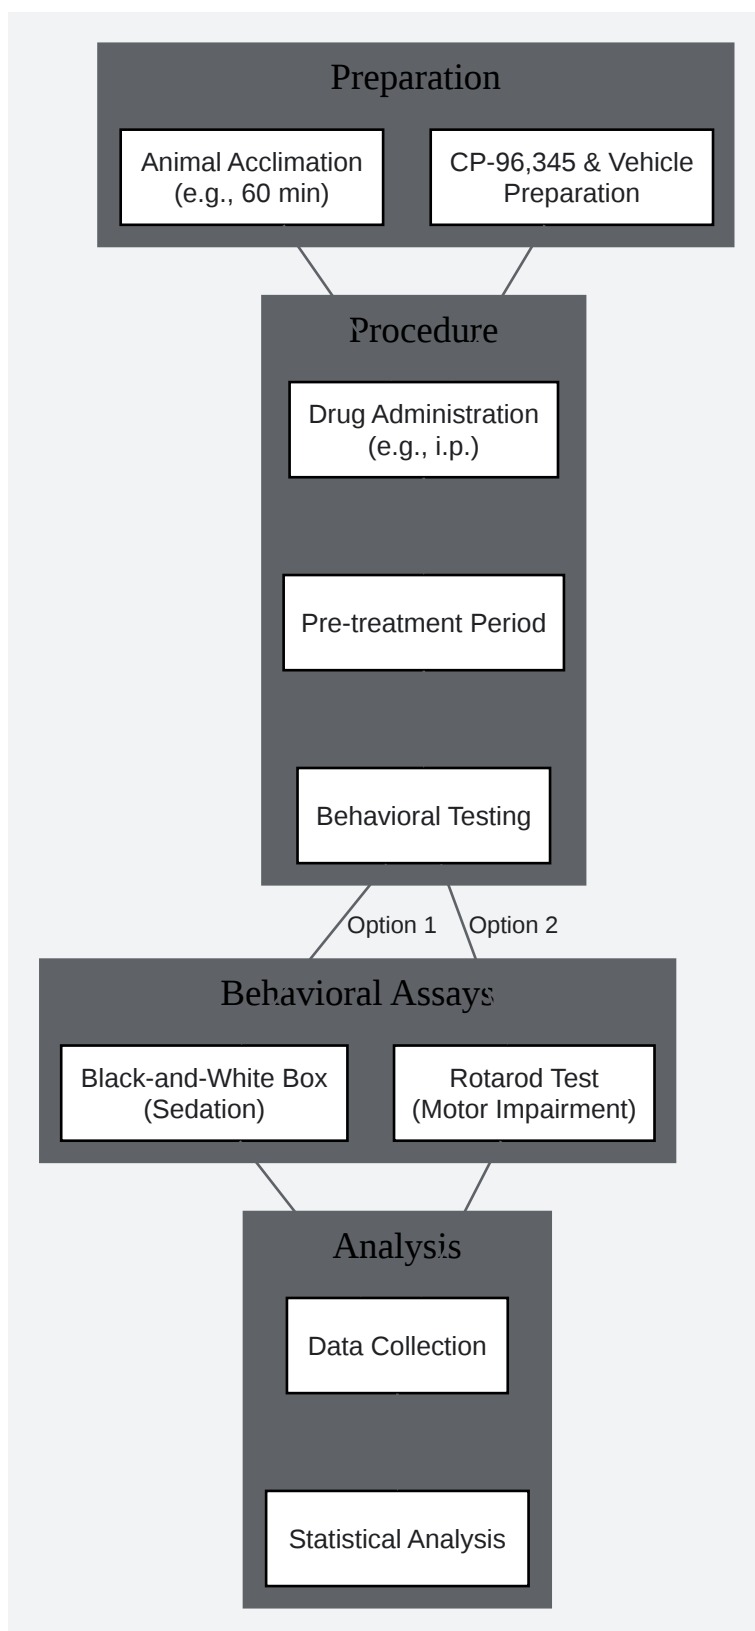 Preparation
Animal Acclimation
(e.g., 60 min)
CP-96,345 & Vehicle
Preparation
Procedure
Drug Administration
(e.g., i.p.)
Pre-treatment Period
Behavioral Testing
Option 1
Option 2
Behavioral Assays
Black-and-White Box
(Sedation)
Rotarod Test
(Motor Impairment)
Analysis
Data Collection
Statistical Analysis